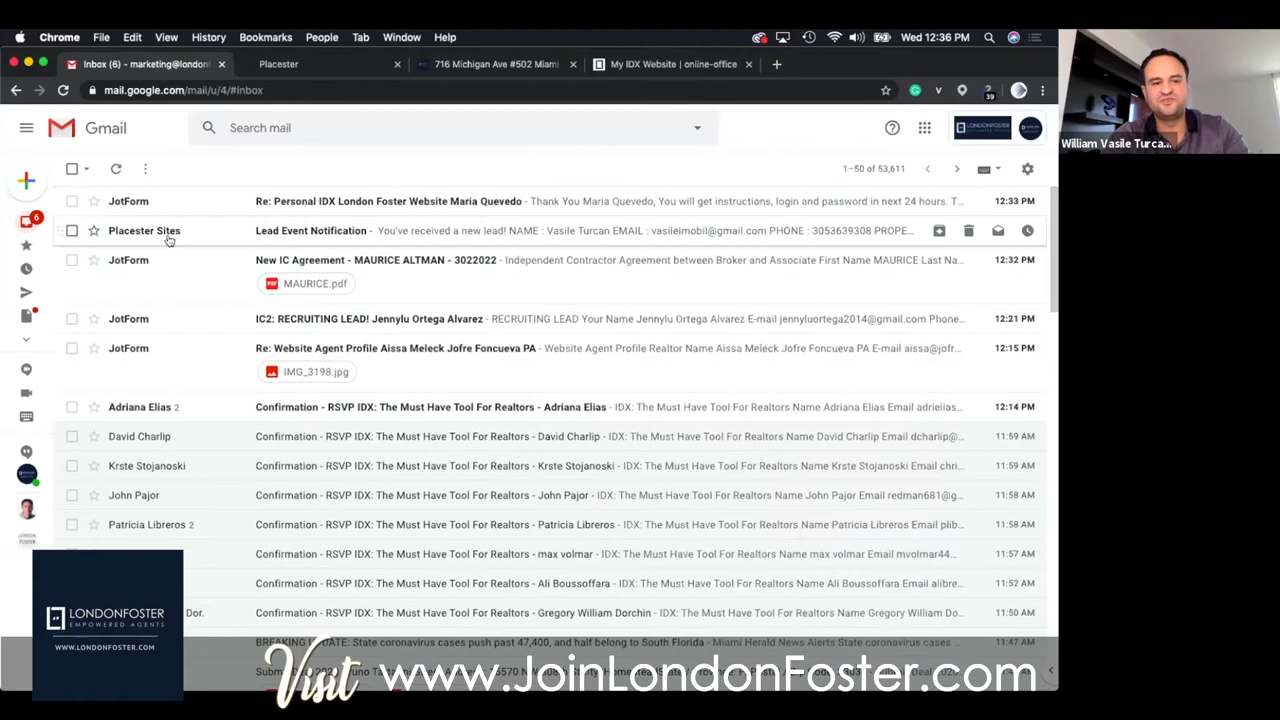 Chrome File Edit View History Bookmarks People Tab Window Help Wed 12:36 PM
Inbox (6) - marketing@londonf Placester 716 Michigan Ave #502 Miami My IDX Website | online-office
mail.google.com/mail/u/4/#inbox 39
Gmail Search mail LONDONFOSTER
1–50 of 53,611
6
JotForm Re: Personal IDX London Foster Website Maria Quevedo - Thank You Maria Quevedo, You will get instructions, login and password in next 24 hours. T... 12:33 PM
Placester Sites Lead Event Notification - You've received a new lead! NAME : Vasile Turcan EMAIL : vasileimobil@gmail.com PHONE : 3053639308 PROPE...
JotForm New IC Agreement - MAURICE ALTMAN - 3022022 - Independent Contractor Agreement between Broker and Associate First Name MAURICE Last Na... 12:32 PM
PDF MAURICE.pdf
JotForm IC2: RECRUITING LEAD! Jennylu Ortega Alvarez - RECRUITING LEAD Your Name Jennylu Ortega Alvarez E-mail jennyluortega2014@gmail.com Phone... 12:21 PM
JotForm Re: Website Agent Profile Aissa Meleck Jofre Foncueva PA - Website Agent Profile Realtor Name Aissa Meleck Jofre Foncueva PA E-mail aissa@jofr... 12:15 PM
IMG_3198.jpg
Adriana Elias 2 Confirmation - RSVP IDX: The Must Have Tool For Realtors - Adriana Elias - IDX: The Must Have Tool For Realtors Name Adriana Elias Email adrielias... 12:14 PM
David Charlip Confirmation - RSVP IDX: The Must Have Tool For Realtors - David Charlip - IDX: The Must Have Tool For Realtors Name David Charlip Email dcharlip@... 11:59 AM
Krste Stojanoski Confirmation - RSVP IDX: The Must Have Tool For Realtors - Krste Stojanoski - IDX: The Must Have Tool For Realtors Name Krste Stojanoski Email chri... 11:59 AM
John Pajor Confirmation - RSVP IDX: The Must Have Tool For Realtors - John Pajor - IDX: The Must Have Tool For Realtors Name John Pajor Email redman681@g... 11:58 AM
Patricia Libreros 2 Confirmation - RSVP IDX: The Must Have Tool For Realtors - Patricia Libreros - IDX: The Must Have Tool For Realtors Name Patricia Libreros Email plib... 11:58 AM
Confirmation - RSVP IDX: The Must Have Tool For Realtors - max volmar - IDX: The Must Have Tool For Realtors Name max volmar Email mvolmar44... 11:57 AM
Confirmation - RSVP IDX: The Must Have Tool For Realtors - Ali Boussoffara - IDX: The Must Have Tool For Realtors Name Ali Boussoffara Email alibre... 11:52 AM
Dor. Confirmation - RSVP IDX: The Must Have Tool For Realtors - Gregory William Dorchin - IDX: The Must Have Tool For Realtors Name Gregory William Do... 11:50 AM
BREAKING UPDATE: State coronavirus cases push past 47,400, and half belong to South Florida - Miami Herald News Alerts State coronavirus cases ... 11:47 AM
William Vasile Turca...
LONDONFOSTER
EMPOWERED AGENTS
WWW.LONDONFOSTER.COM
Visit www.JoinLondonFoster.com